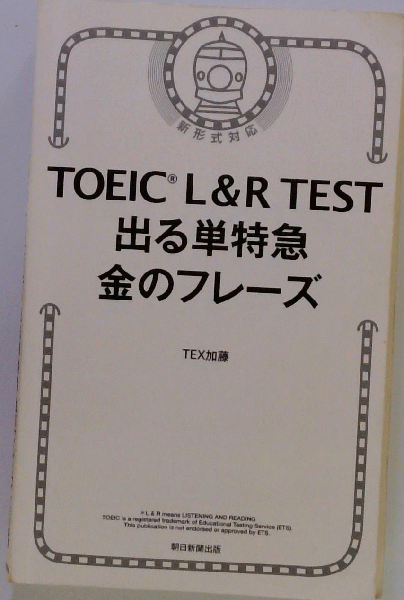 新形式対応
TOEIC® L&R TEST
出る単特急
金のフレーズ
TEX加藤
*L & R means LISTENING AND READING.
TOEIC is a registered trademark of Educational Testing Service (ETS).
This publication is not endorsed or approved by ETS.
朝日新聞出版